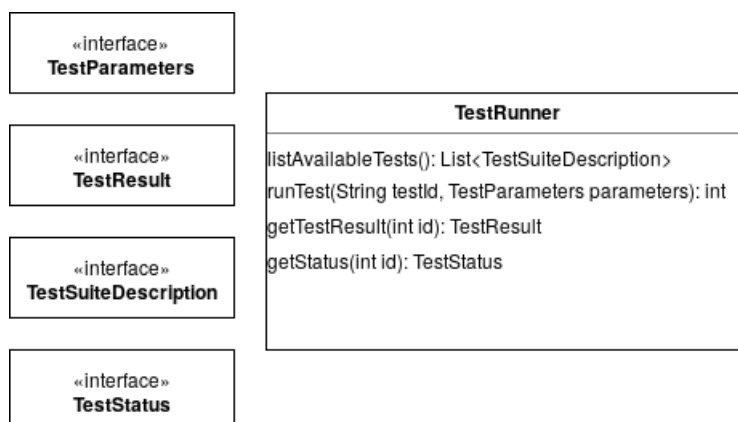 «interface»
TestParameters
«interface»
TestResult
«interface»
TestSuiteDescription
«interface»
TestStatus
TestRunner
listAvailableTests(): List<TestSuiteDescription>
runTest(String testId, TestParameters parameters): int
getTestResult(int id): TestResult
getStatus(int id): TestStatus